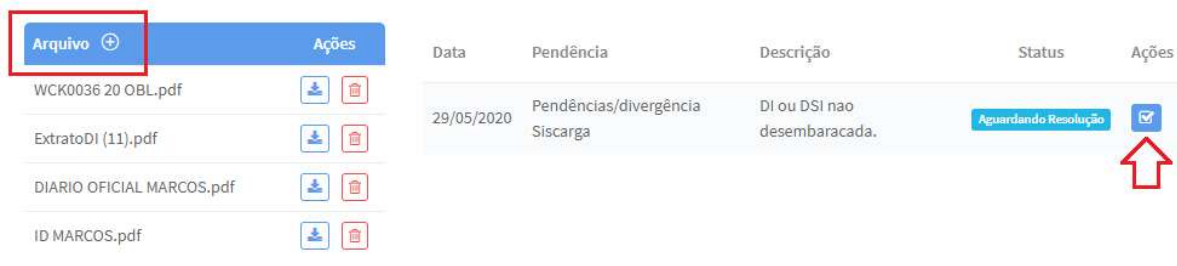 Arquivo
Ações
WCK0036 20 OBL.pdf
ExtratoDI (11).pdf
DIARIO OFICIAL MARCOS.pdf
ID MARCOS.pdf
Data Pendência Descrição Status Ações
29/05/2020
Pendências/divergência
Siscarga
DI ou DSI nao
desembaracada.
Aguardando Resolução